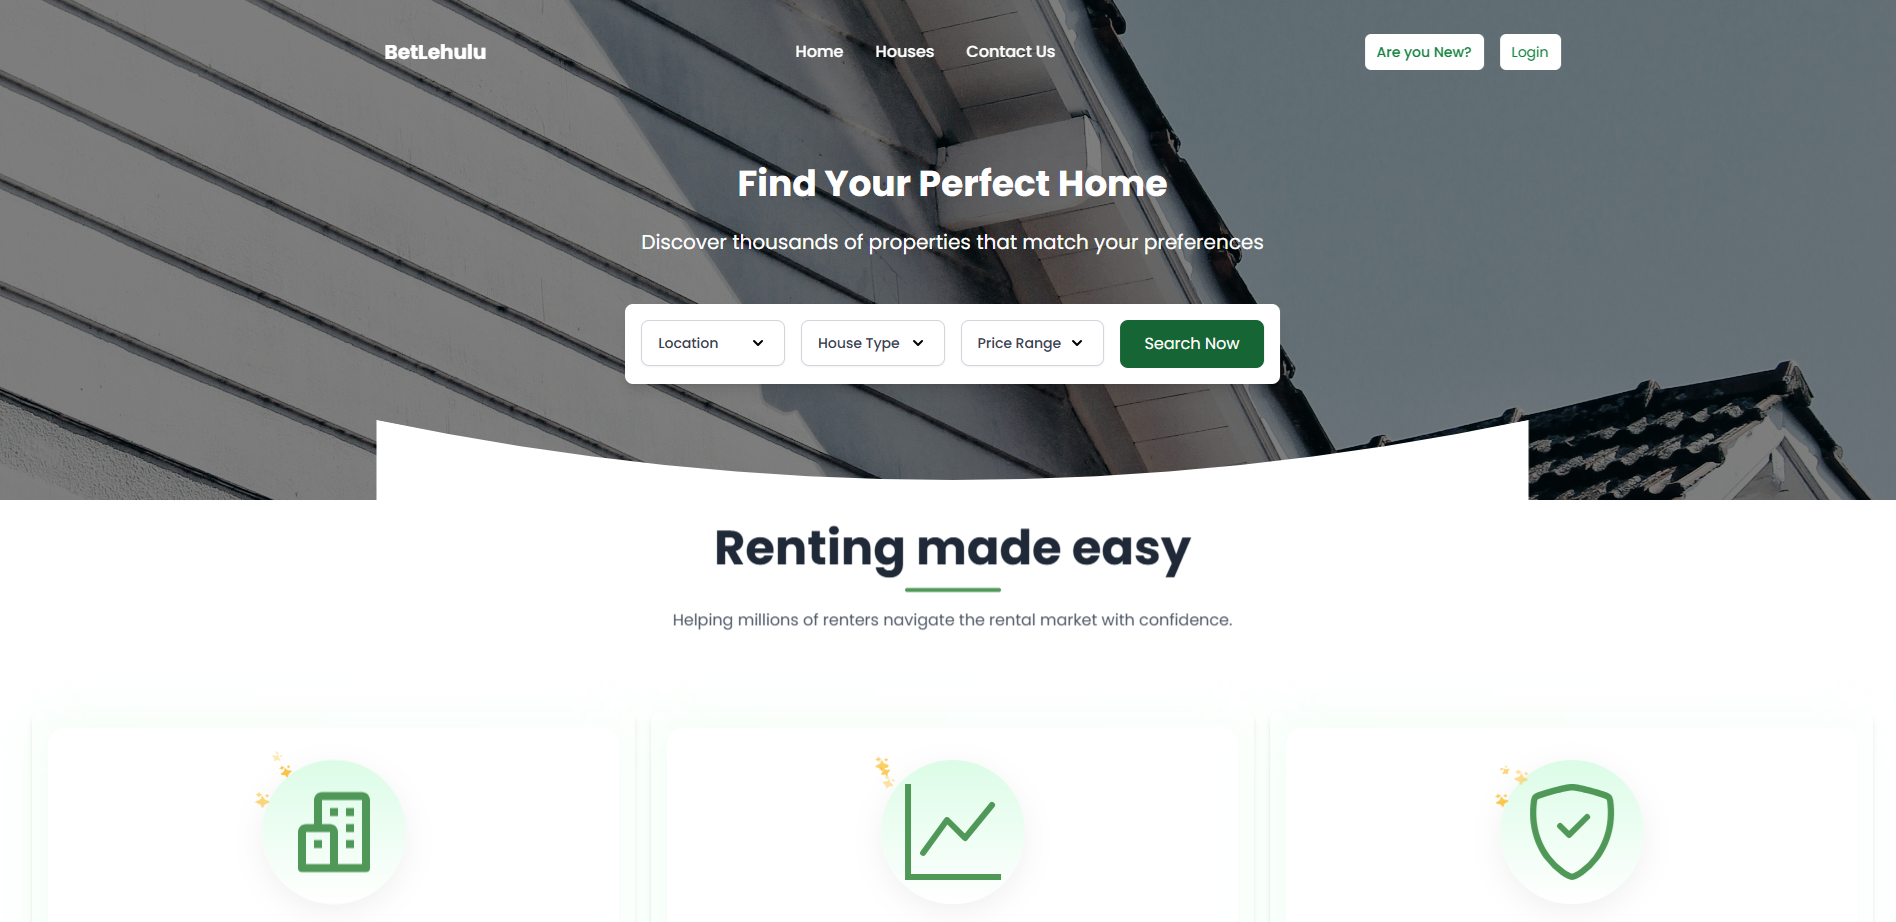 BetLehulu
Home Houses Contact Us
Are you New? Login
Find Your Perfect Home
Discover thousands of properties that match your preferences
Location House Type Price Range Search Now
Renting made easy
Helping millions of renters navigate the rental market with confidence.